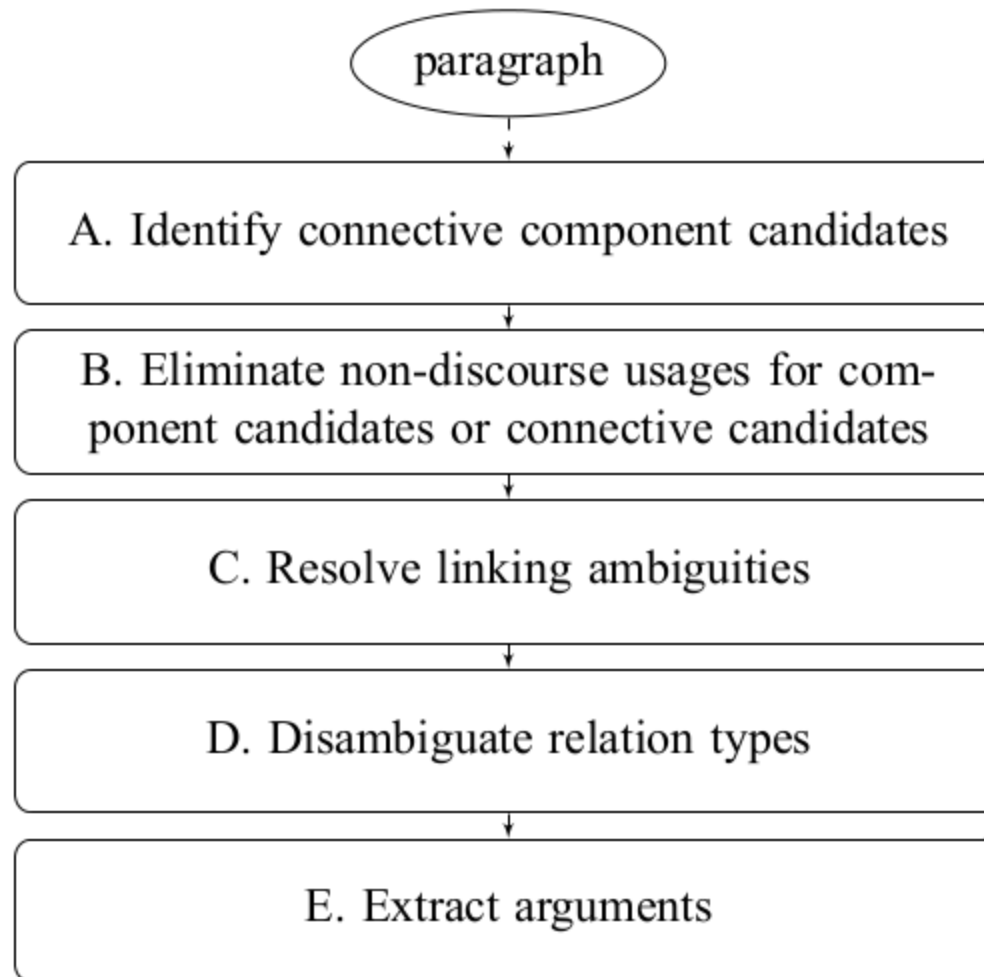 paragraph
A. Identify connective component candidates
B. Eliminate non-discourse usages for com-
ponent candidates or connective candidates
C. Resolve linking ambiguities
D. Disambiguate relation types
E. Extract arguments